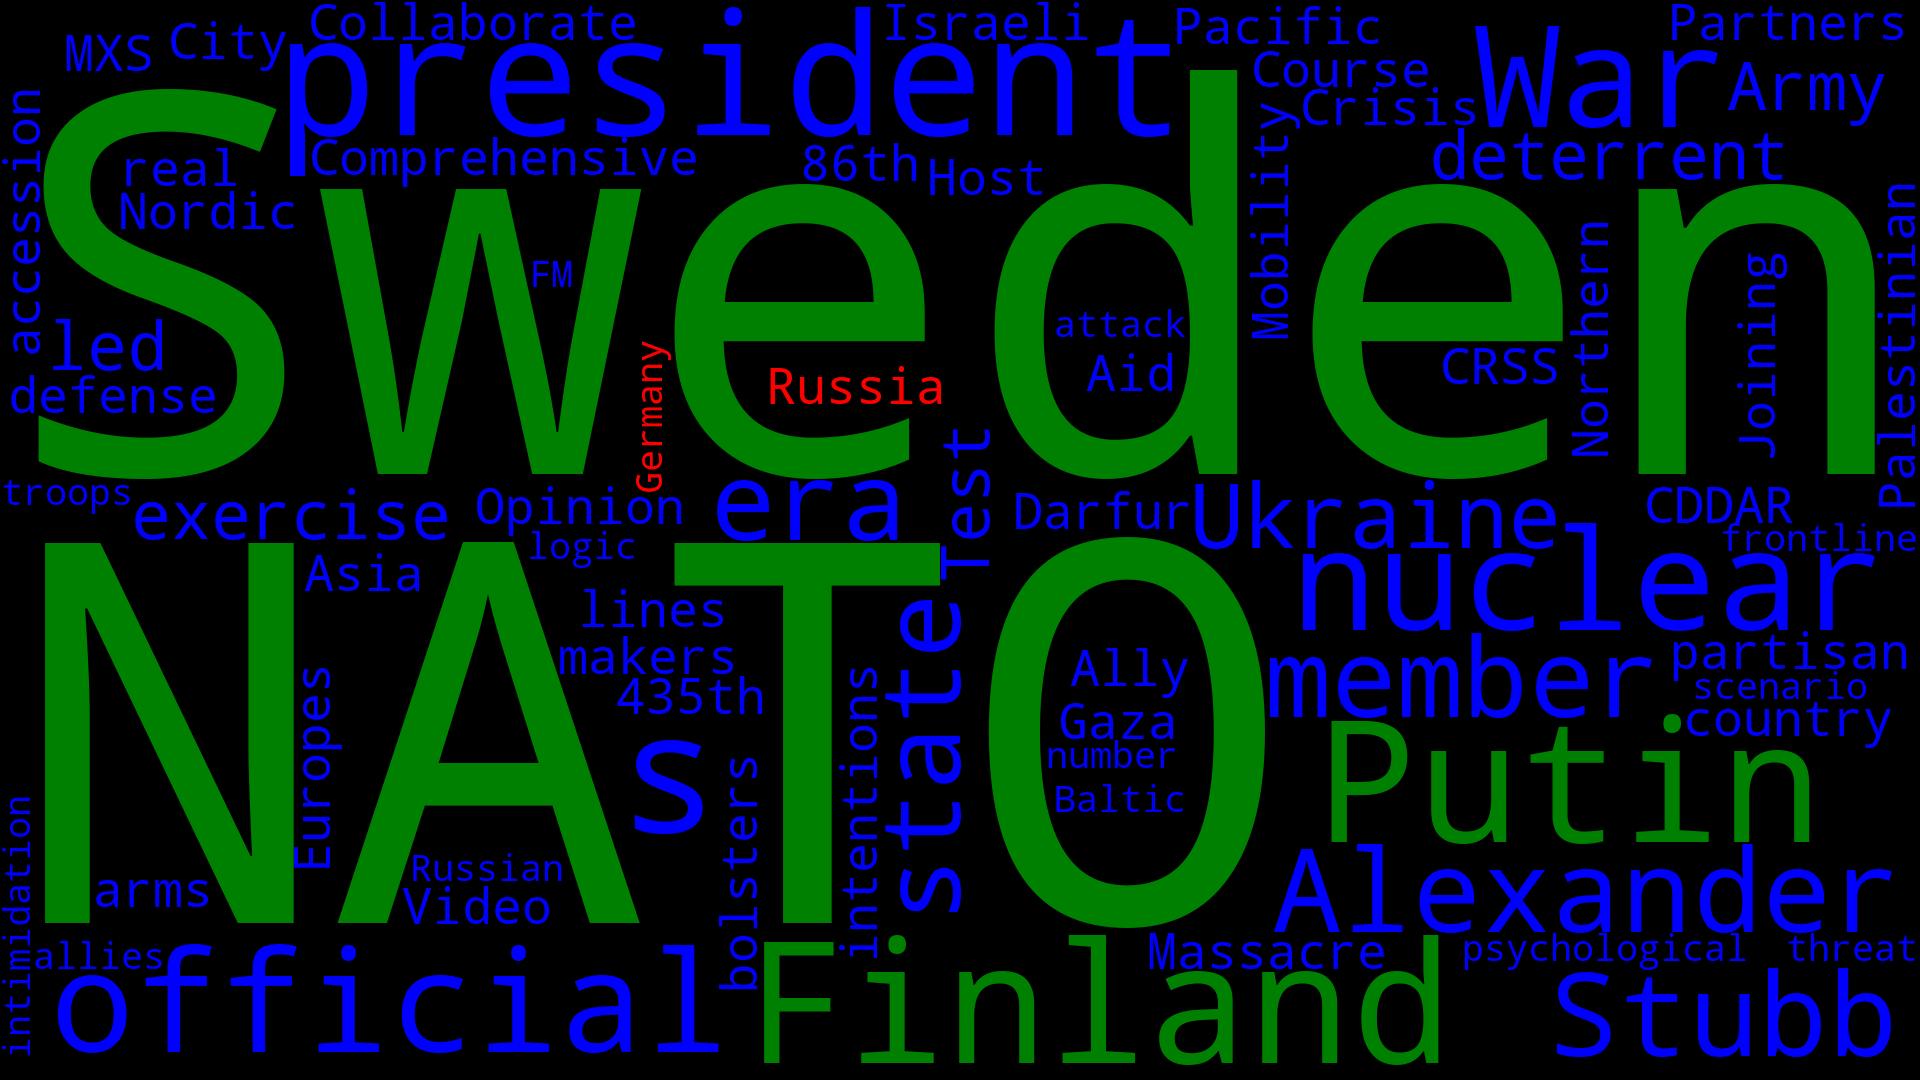 MXS City Collaborate president Israeli Pacific War Partners
Course Crisis Army
accession real Nordic Comprehensive 86th Host Mobility deterrent
Sweden
FM Northern Joining Palestinian
led defense Germany Russia attack Aid CRSS
troops exercise Opinion era Test Darfur Ukraine CDDAR frontline
Asia logic nuclear
NATO
lines makers 435th state member partisan scenario country
Europes s bolsters intentions Ally Gaza number Baltic Putin
intimidation arms Russian Video Alexander
allies official Finland Massacre psychological threat Stubb